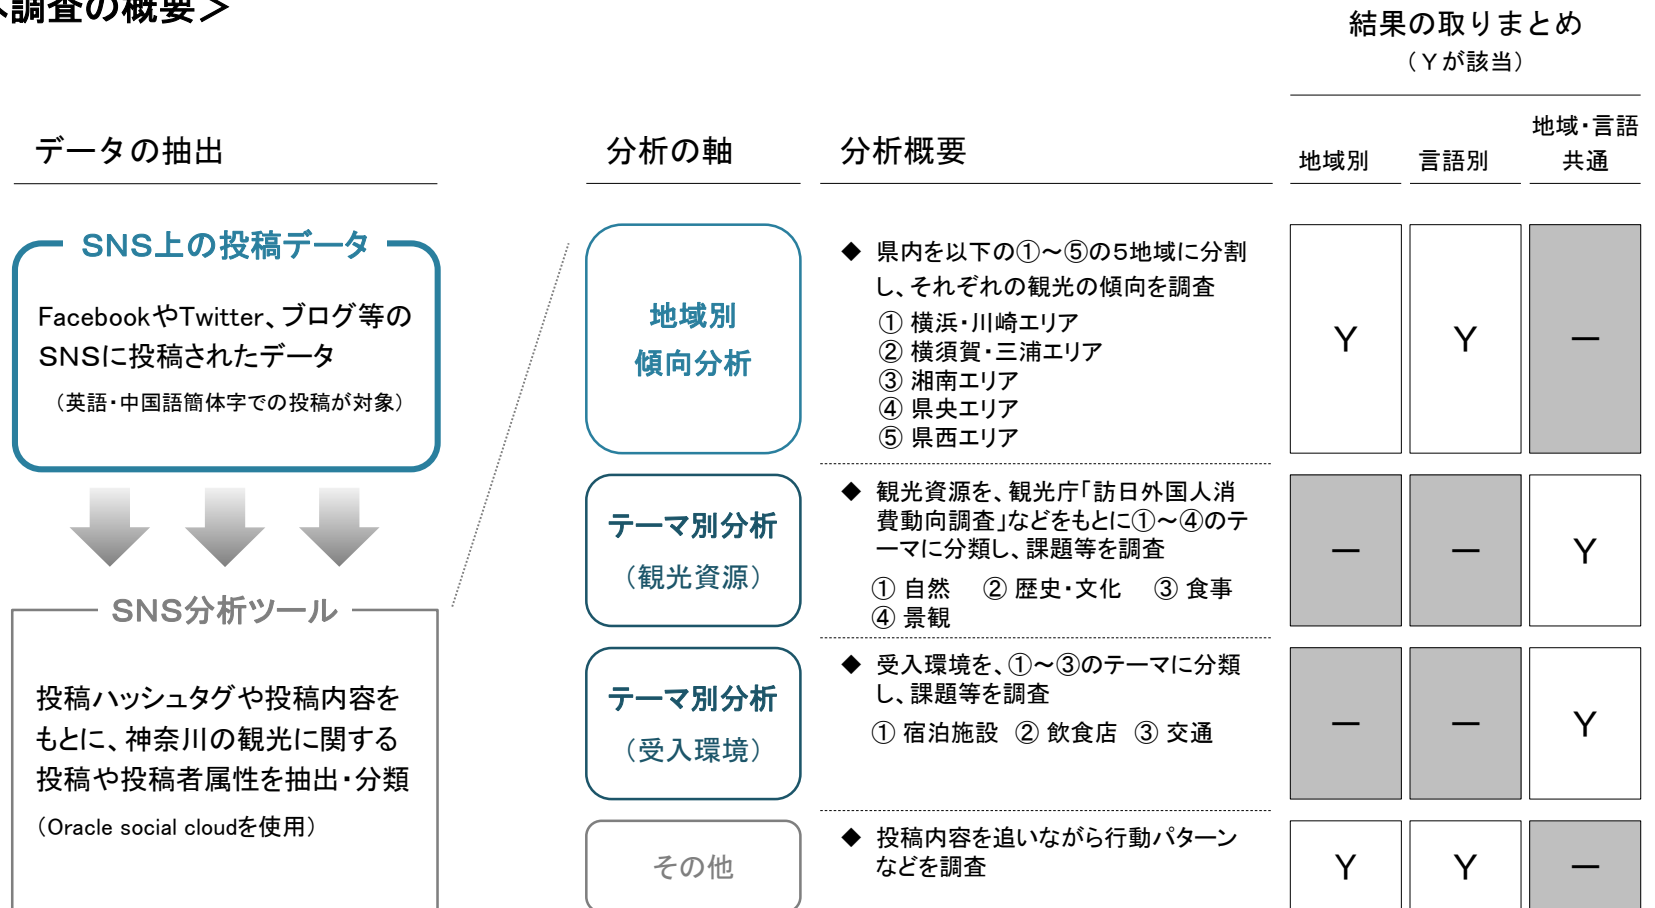 調査の概要＞
結果の取りまとめ
（Ｙが該当）
データの抽出
分析の軸
分析概要
地域別
言語別
地域・言語
共通
ＳＮＳ上の投稿データ
FacebookやTwitter、ブログ等の
ＳＮＳに投稿されたデータ
（英語・中国語簡体字での投稿が対象）
ＳＮＳ分析ツール
投稿ハッシュタグや投稿内容を
もとに、神奈川の観光に関する
投稿や投稿者属性を抽出・分類
（Oracle social cloudを使用）
地域別
傾向分析
◆ 県内を以下の①～⑤の５地域に分割
し、それぞれの観光の傾向を調査
① 横浜・川崎エリア
② 横須賀・三浦エリア
③ 湘南エリア
④ 県央エリア
⑤ 県西エリア
Ｙ
Ｙ
－
テーマ別分析
（観光資源）
◆ 観光資源を、観光庁「訪日外国人消
費動向調査」などをもとに①～④のテ
ーマに分類し、課題等を調査
① 自然 ② 歴史・文化 ③ 食事
④ 景観
－
－
Ｙ
テーマ別分析
（受入環境）
◆ 受入環境を、①～③のテーマに分類
し、課題等を調査
① 宿泊施設 ② 飲食店 ③ 交通
－
－
Ｙ
その他
◆ 投稿内容を追いながら行動パターン
などを調査
Ｙ
Ｙ
－